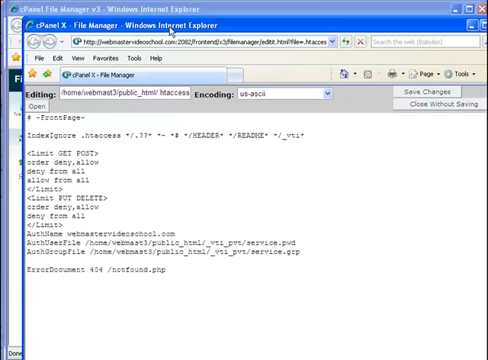 cPanel File Manager v3 - Windows Internet Explorer
cPanel X - File Manager - Windows Internet Explorer
http://webmastervideoschool.com:2082/frontend/x3/filemanager/editit.html?file=.htaccess
Search the Web (Babylon)
File Edit View Favorites Tools Help
cPanel X - File Manager
Page Tools
Editing: /home/webmast3/public_html/ htaccess Encoding: us-ascii
Save Changes
Close Without Saving
Open
# -FrontPage-
IndexIgnore .htaccess */.??* *~ *# */HEADER* */README* */_vti*
<Limit GET POST>
order deny,allow
deny from all
allow from all
</Limit>
<Limit PUT DELETE>
order deny,allow
deny from all
</Limit>
AuthName webmastervideoschool.com
AuthUserFile /home/webmast3/public_html/_vti_pvt/service.pwd
AuthGroupFile /home/webmast3/public_html/_vti_pvt/service.grp
ErrorDocument 404 /notfound.php
Done